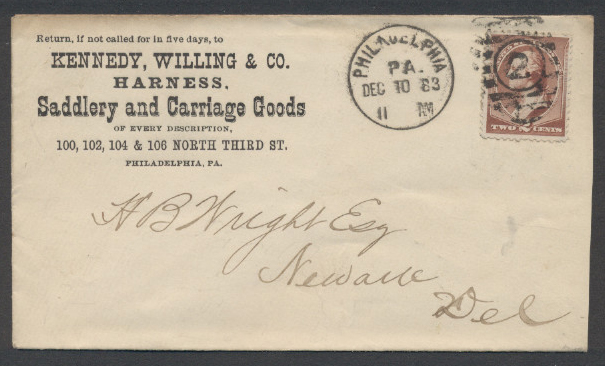 Return, if not called for in five days, to
KENNEDY, WILLING & CO.
HARNESS,
Saddlery and Carriage Goods
OF EVERY DESCRIPTION,
100, 102, 104 & 106 NORTH THIRD ST.
PHILADELPHIA, PA.
PHILADELPHIA
PA.
DEC 10 83
11 AM
2
TWO CENTS
H B Wright Esq
Newark
Del